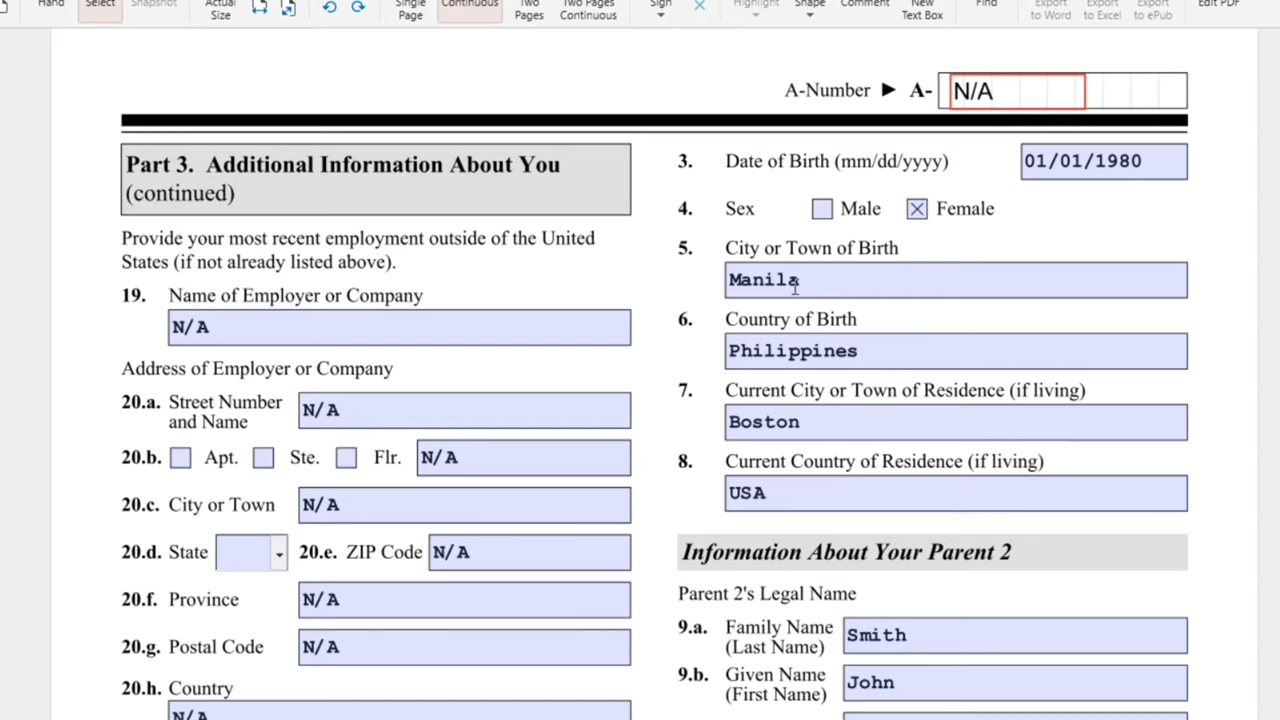 Hand
Select
Snapshot
Actual
Size
Single
Page
Continuous
Two
Pages
Two Pages
Continuous
Sign
Highlight
Shape
Comment
New
Text Box
Find
Export
to Word
Export
to Excel
Export
to ePub
Edit PDF
A-Number ► A- N/A
Part 3. Additional Information About You
(continued)
Provide your most recent employment outside of the United
States (if not already listed above).
19. Name of Employer or Company
N/A
Address of Employer or Company
20.a. Street Number
and Name
N/A
20.b. Apt. Ste. Flr. N/A
20.c. City or Town N/A
20.d. State 20.e. ZIP Code N/A
20.f. Province N/A
20.g. Postal Code N/A
20.h. Country
N/A
3. Date of Birth (mm/dd/yyyy) 01/01/1980
4. Sex Male Female
5. City or Town of Birth
Manila
6. Country of Birth
Philippines
7. Current City or Town of Residence (if living)
Boston
8. Current Country of Residence (if living)
USA
Information About Your Parent 2
Parent 2's Legal Name
9.a. Family Name
(Last Name)
Smith
9.b. Given Name
(First Name)
John